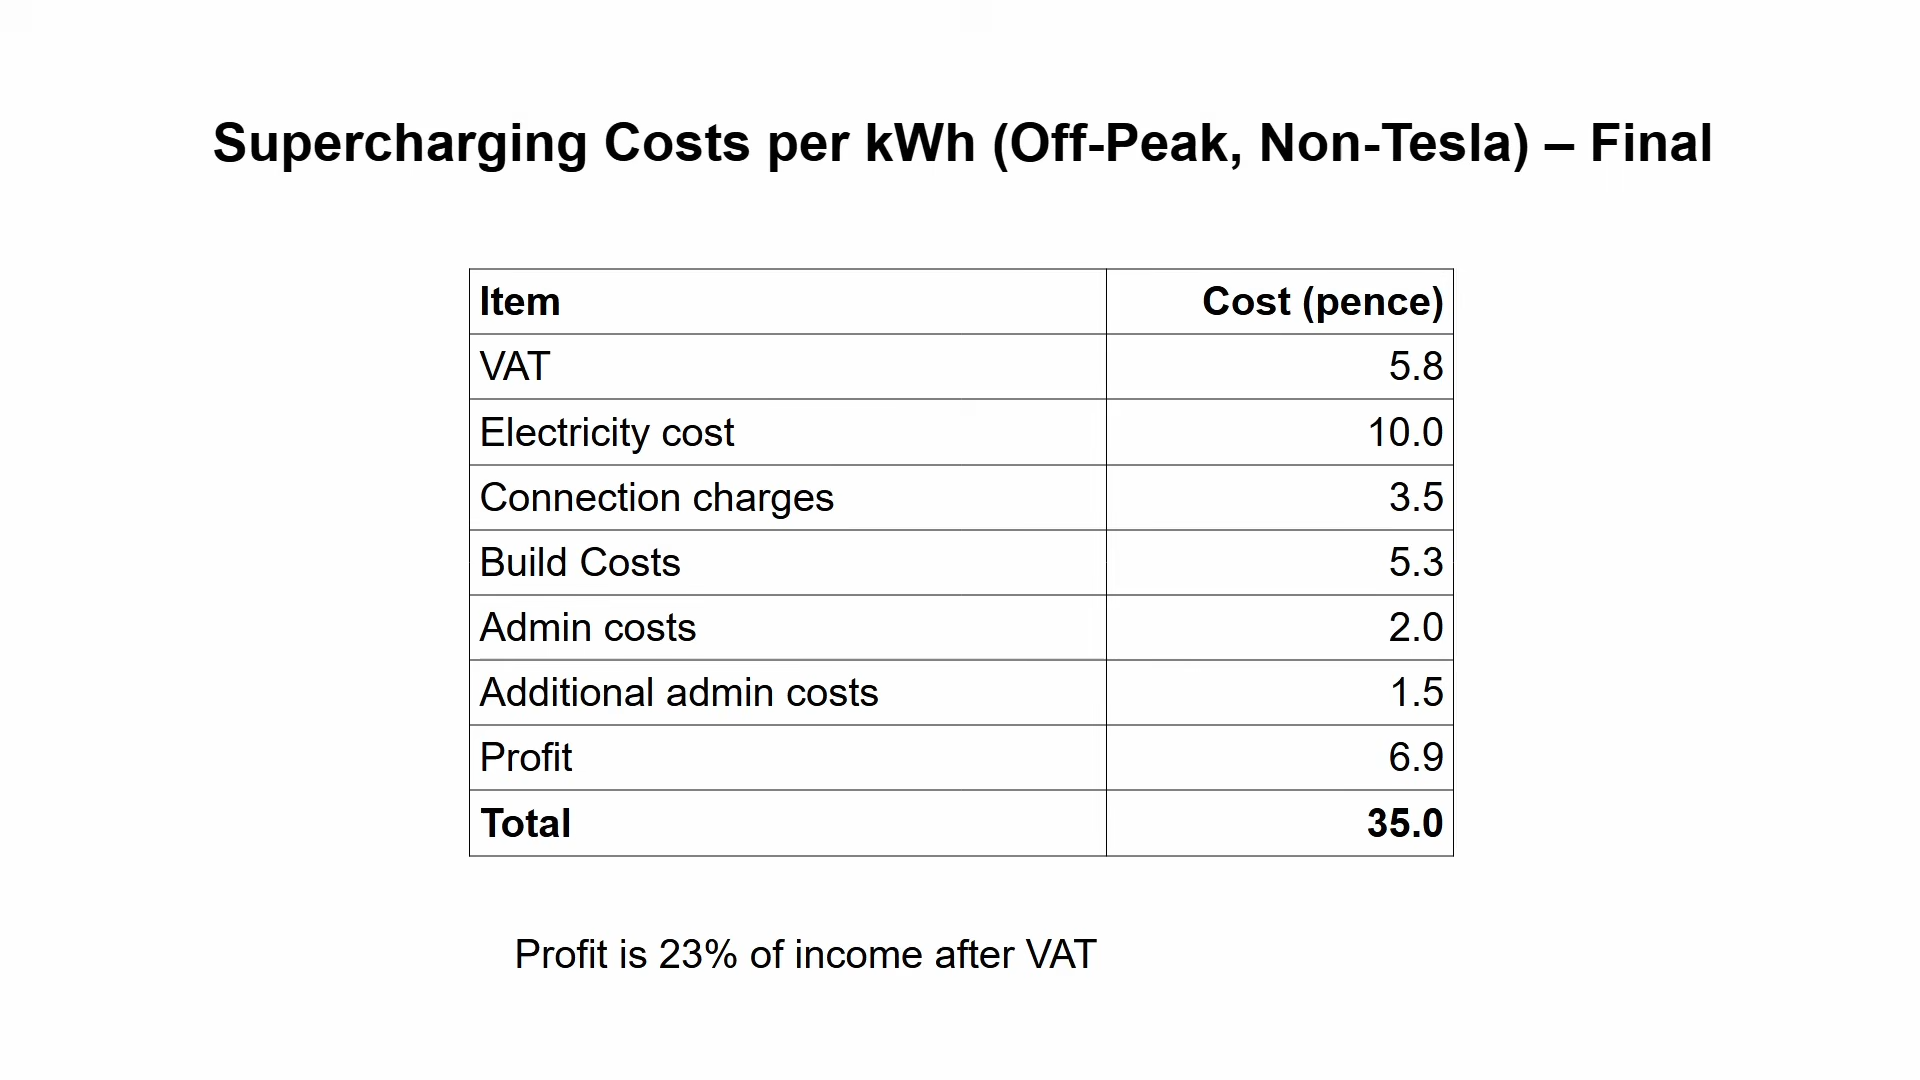 Supercharging Costs per kWh (Off-Peak, Non-Tesla) – Final
Item Cost (pence)
VAT 5.8
Electricity cost 10.0
Connection charges 3.5
Build Costs 5.3
Admin costs 2.0
Additional admin costs 1.5
Profit 6.9
Total 35.0
Profit is 23% of income after VAT